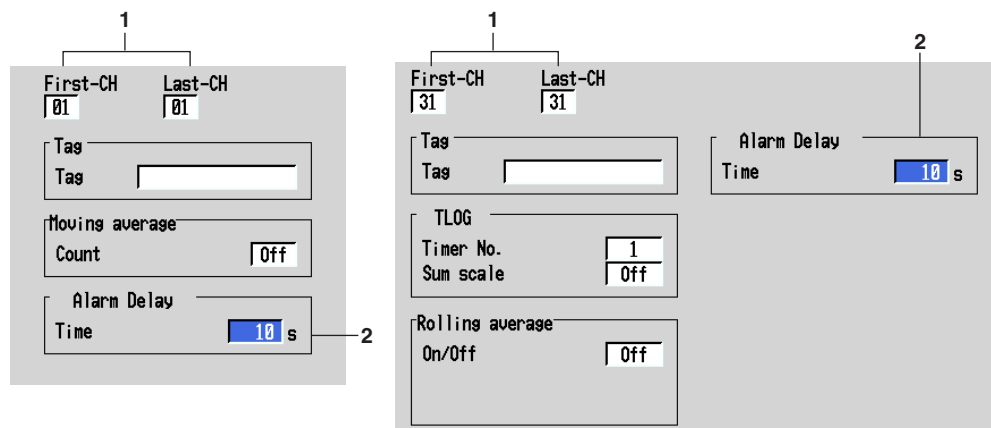 1
First-CH Last-CH
01 01
Tag
Tag
Moving average
Count Off
Alarm Delay
Time 10 s
2
1
2
First-CH Last-CH
31 31
Tag
Tag
Alarm Delay
Time 10 s
TLOG
Timer No. 1
Sum scale Off
Rolling average
On/Off Off